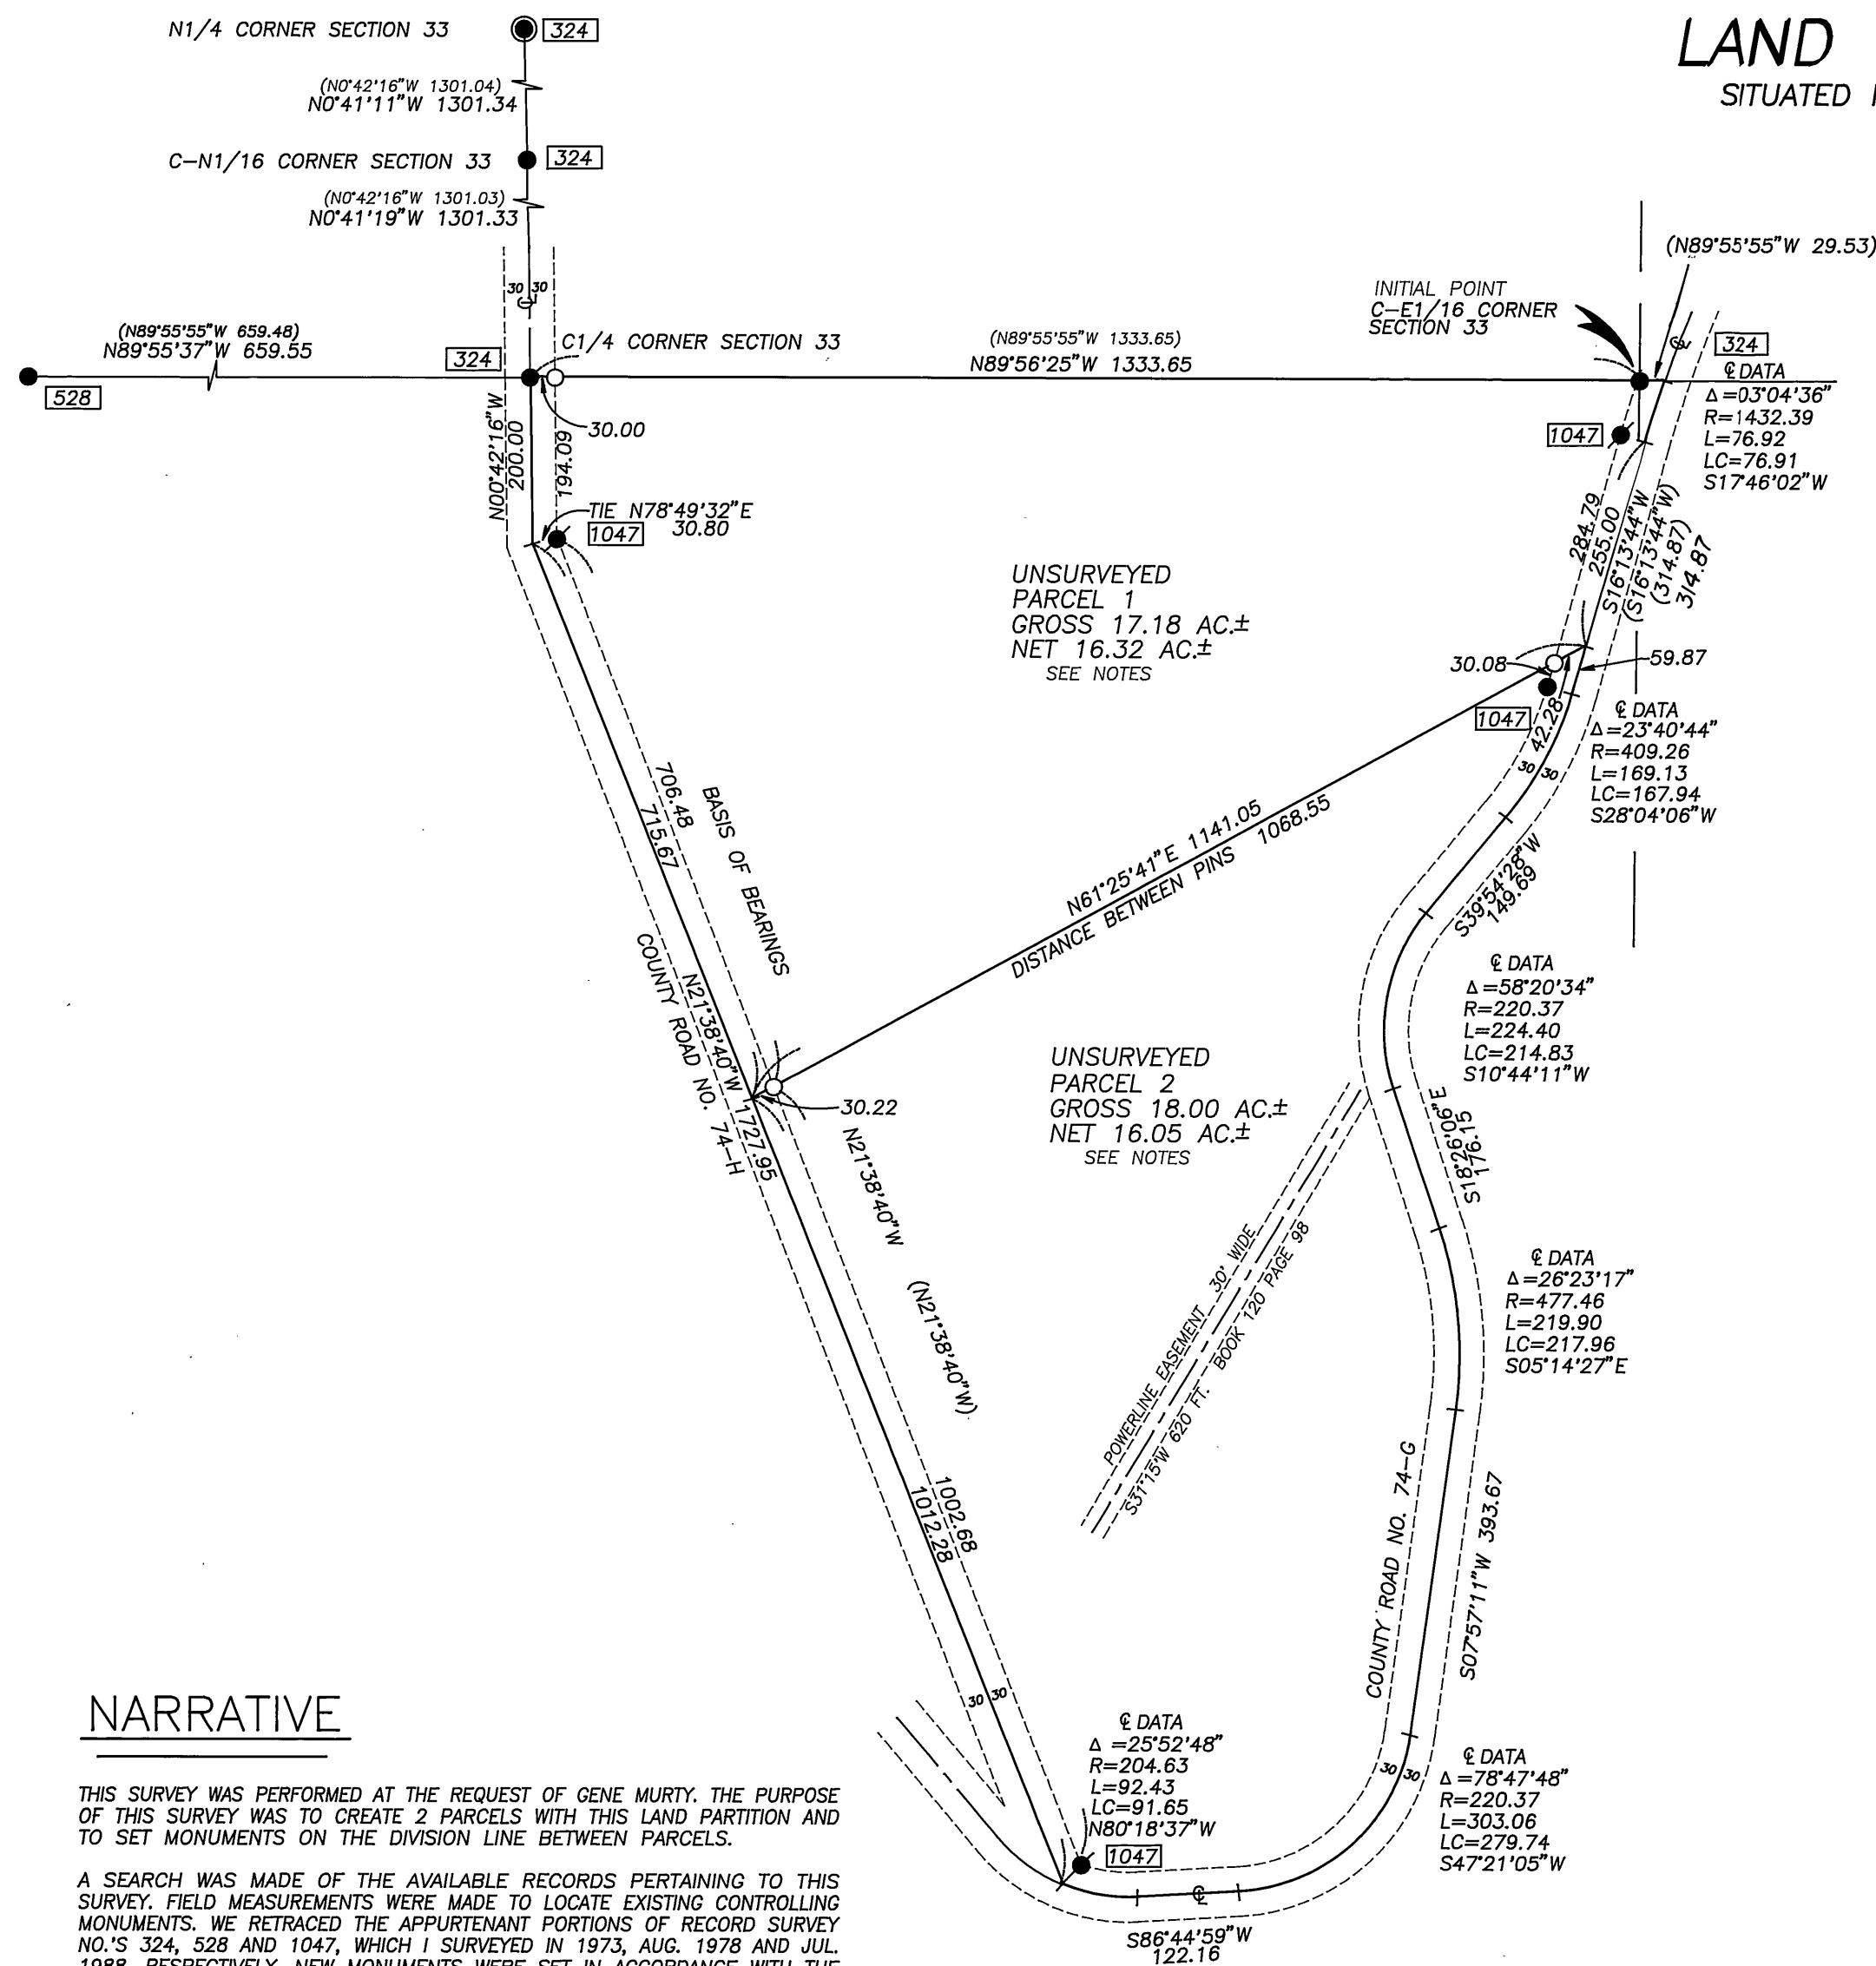 LAND
SITUATED
N1/4 CORNER SECTION 33
324
(N0°42'16"W 1301.04)
N0°41'11"W 1301.34
C-N1/16 CORNER SECTION 33
324
(N0°42'16"W 1301.03)
N0°41'19"W 1301.33
30 30
(N89°55'55"W 29.53)
INITIAL POINT
C-E1/16 CORNER
SECTION 33
(N89°55'55"W 659.48)
N89°55'37"W 659.55
528
324
C1/4 CORNER SECTION 33
(N89°55'55"W 1333.65)
N89°56'25"W 1333.65
324
℄ DATA
Δ=03°04'36"
R=1432.39
L=76.92
LC=76.91
S17°46'02"W
1047
30.00
N00°42'16"W
200.00
194.09
TIE N78°49'32"E
30.80
1047
284.79
255.00
S16°13'44"W
(S16°13'44"W)
(314.87)
314.87
UNSURVEYED
PARCEL 1
GROSS 17.18 AC.±
NET 16.32 AC.±
SEE NOTES
30.08
59.87
1047
42.28
30 30
℄ DATA
Δ=23°40'44"
R=409.26
L=169.13
LC=167.94
S28°04'06"W
706.48
715.67
BASIS OF BEARINGS
N61°25'41"E 1141.05
DISTANCE BETWEEN PINS 1068.55
S39°54'28"W
149.69
COUNTY ROAD NO. 74-H
N21°38'40"W 1727.95
℄ DATA
Δ=58°20'34"
R=220.37
L=224.40
LC=214.83
S10°44'11"W
30.22
N21°38'40"W
(N21°38'40"W)
UNSURVEYED
PARCEL 2
GROSS 18.00 AC.±
NET 16.05 AC.±
SEE NOTES
S18°26'06"E
176.15
POWERLINE EASEMENT 30' WIDE
S31°15'W 620 FT. BOOK 120 PAGE 98
℄ DATA
Δ=26°23'17"
R=477.46
L=219.90
LC=217.96
S05°14'27"E
1002.68
1012.28
COUNTY ROAD NO. 74-G
S07°57'11"W 393.67
30 30
℄ DATA
Δ=25°52'48"
R=204.63
L=92.43
LC=91.65
N80°18'37"W
1047
30 30
℄ DATA
Δ=78°47'48"
R=220.37
L=303.06
LC=279.74
S47°21'05"W
℄
S86°44'59"W
122.16
NARRATIVE
THIS SURVEY WAS PERFORMED AT THE REQUEST OF GENE MURTY. THE PURPOSE
OF THIS SURVEY WAS TO CREATE 2 PARCELS WITH THIS LAND PARTITION AND
TO SET MONUMENTS ON THE DIVISION LINE BETWEEN PARCELS.
A SEARCH WAS MADE OF THE AVAILABLE RECORDS PERTAINING TO THIS
SURVEY. FIELD MEASUREMENTS WERE MADE TO LOCATE EXISTING CONTROLLING
MONUMENTS. WE RETRACED THE APPURTENANT PORTIONS OF RECORD SURVEY
NO.'S 324, 528 AND 1047, WHICH I SURVEYED IN 1973, AUG. 1978 AND JUL.
1988, RESPECTIVELY. NEW MONUMENTS WERE SET IN ACCORDANCE WITH THE